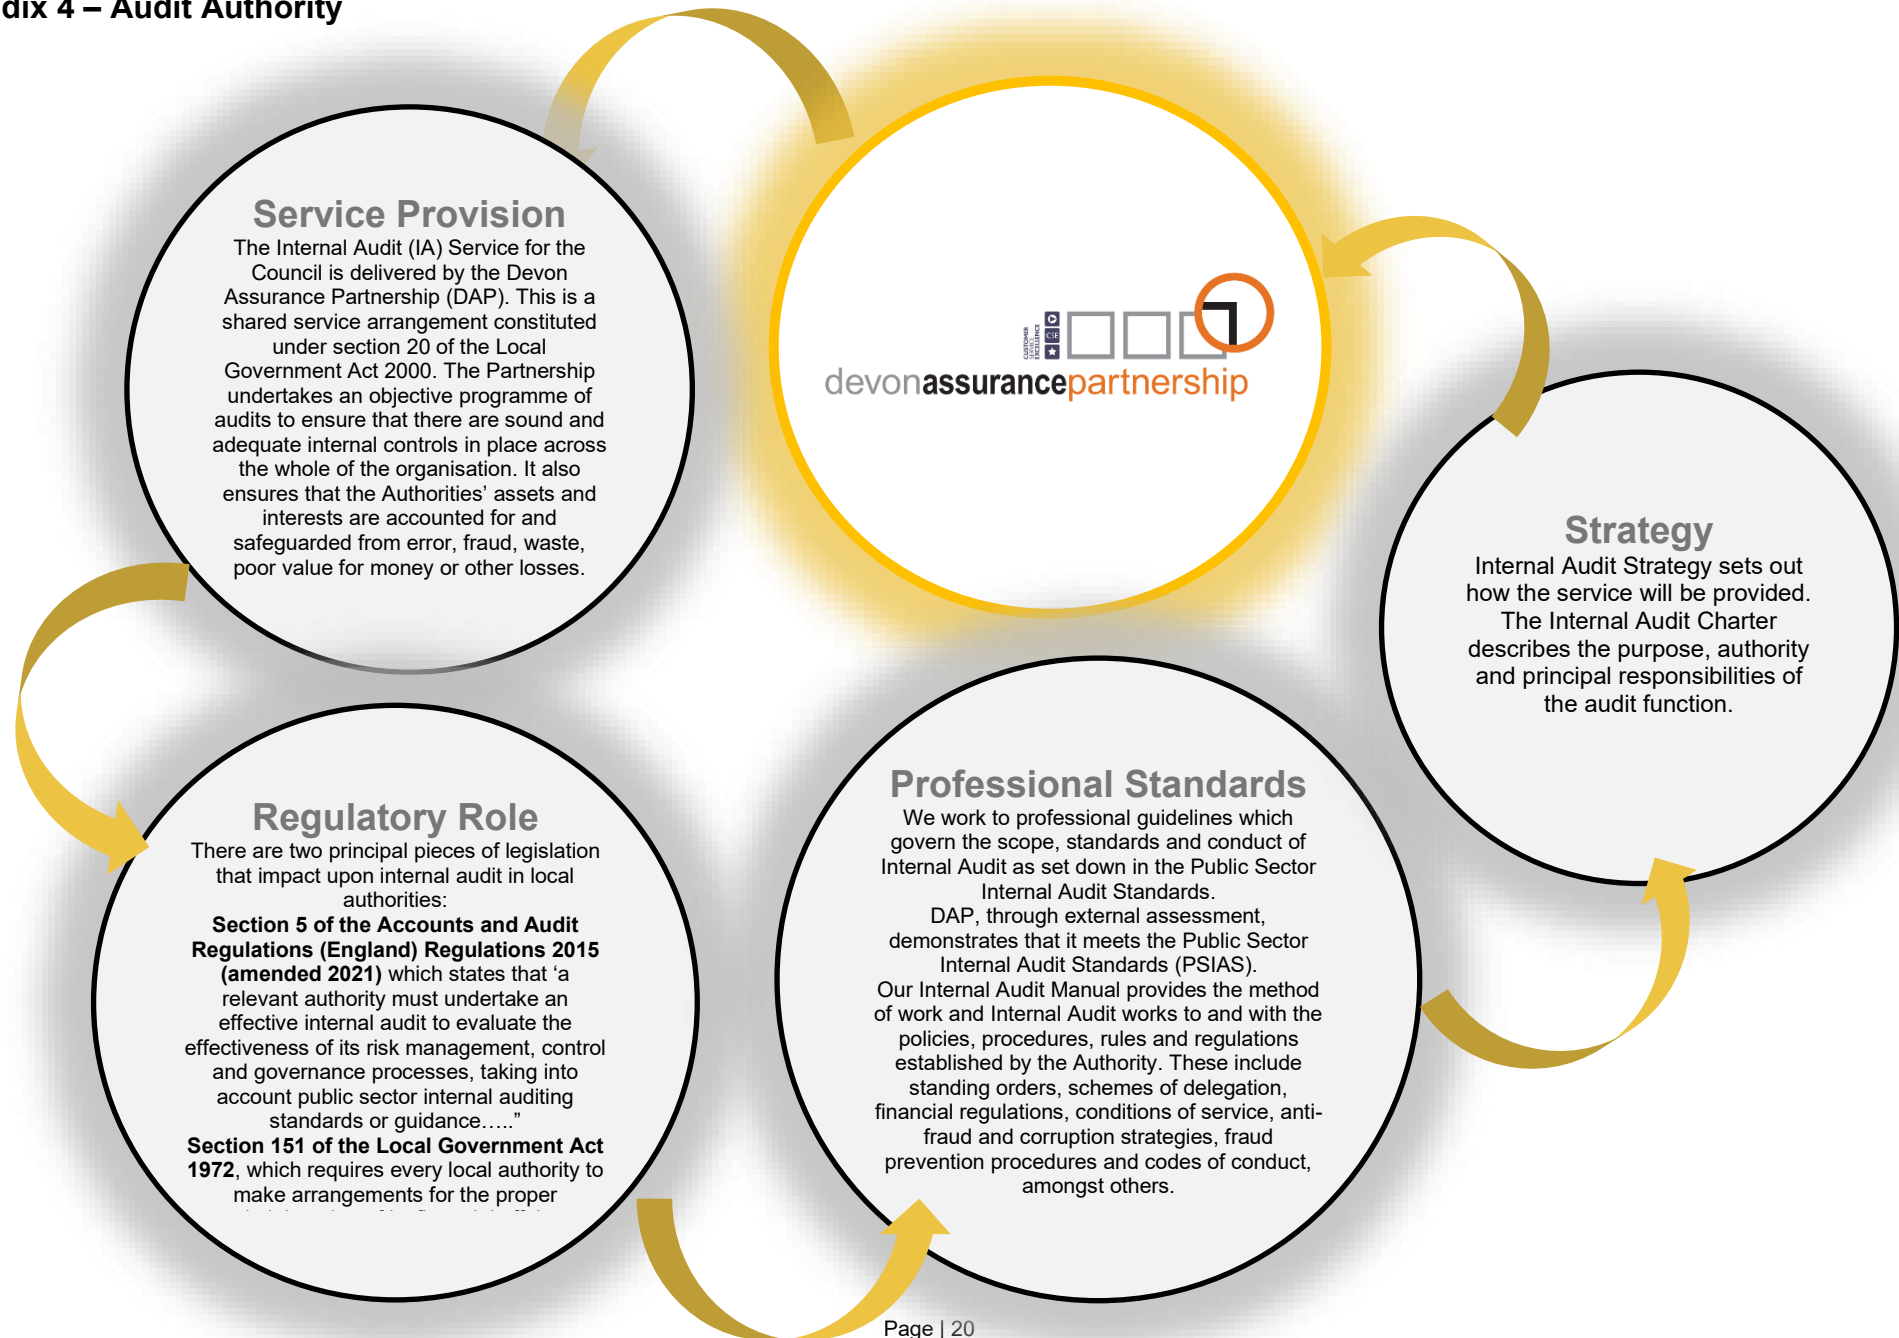 dix 4 – Audit Authority
Service Provision
The Internal Audit (IA) Service for the
Council is delivered by the Devon
Assurance Partnership (DAP). This is a
shared service arrangement constituted
under section 20 of the Local
Government Act 2000. The Partnership
undertakes an objective programme of
audits to ensure that there are sound and
adequate internal controls in place across
the whole of the organisation. It also
ensures that the Authorities’ assets and
interests are accounted for and
safeguarded from error, fraud, waste,
poor value for money or other losses.
CUSTOMER
SERVICE
EXCELLENCE
CSE
devonassurancepartnership
Strategy
Internal Audit Strategy sets out
how the service will be provided.
The Internal Audit Charter
describes the purpose, authority
and principal responsibilities of
the audit function.
Regulatory Role
There are two principal pieces of legislation
that impact upon internal audit in local
authorities:
Section 5 of the Accounts and Audit
Regulations (England) Regulations 2015
(amended 2021) which states that ‘a
relevant authority must undertake an
effective internal audit to evaluate the
effectiveness of its risk management, control
and governance processes, taking into
account public sector internal auditing
standards or guidance…..”
Section 151 of the Local Government Act
1972, which requires every local authority to
make arrangements for the proper
Professional Standards
We work to professional guidelines which
govern the scope, standards and conduct of
Internal Audit as set down in the Public Sector
Internal Audit Standards.
DAP, through external assessment,
demonstrates that it meets the Public Sector
Internal Audit Standards (PSIAS).
Our Internal Audit Manual provides the method
of work and Internal Audit works to and with the
policies, procedures, rules and regulations
established by the Authority. These include
standing orders, schemes of delegation,
financial regulations, conditions of service, anti-
fraud and corruption strategies, fraud
prevention procedures and codes of conduct,
amongst others.
Page | 20